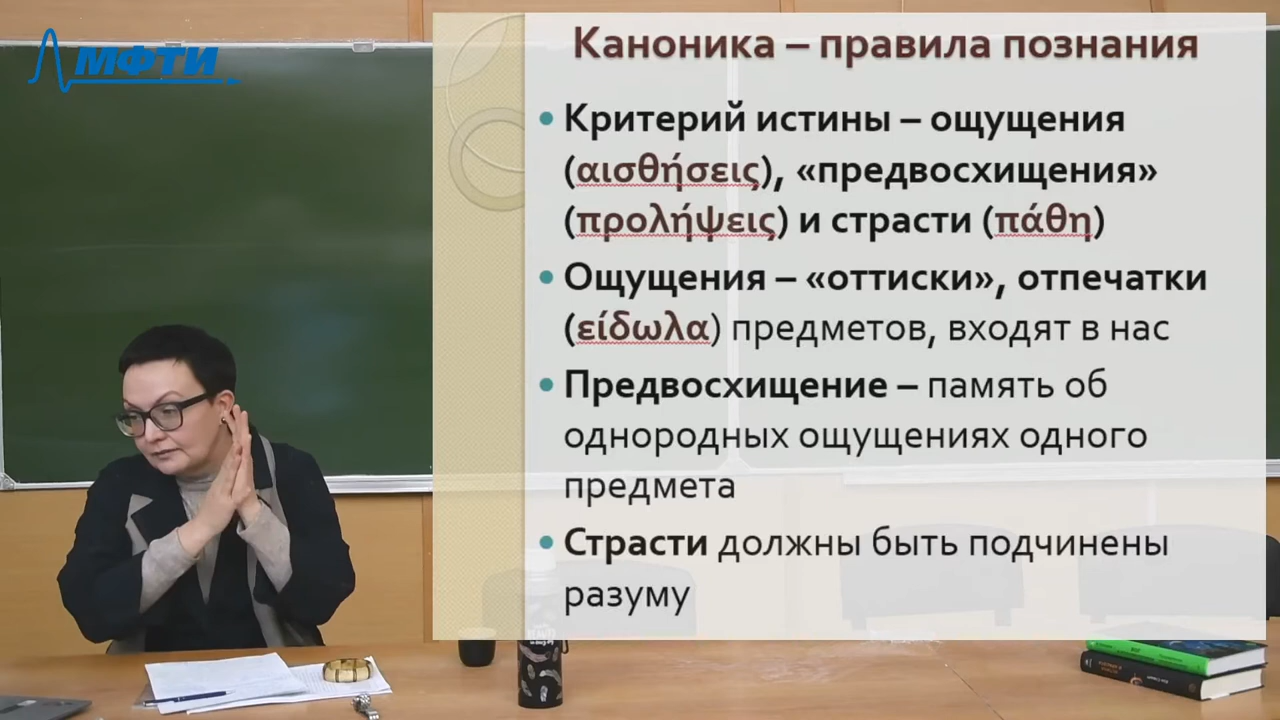 МФТИ
Каноника – правила познания
Критерий истины – ощущения
(αισθήσεις), «предвосхищения»
(προλήψεις) и страсти (πάθη)
Ощущения – «оттиски», отпечатки
(είδωλα) предметов, входят в нас
Предвосхищение – память об
однородных ощущениях одного
предмета
Страсти должны быть подчинены
разуму